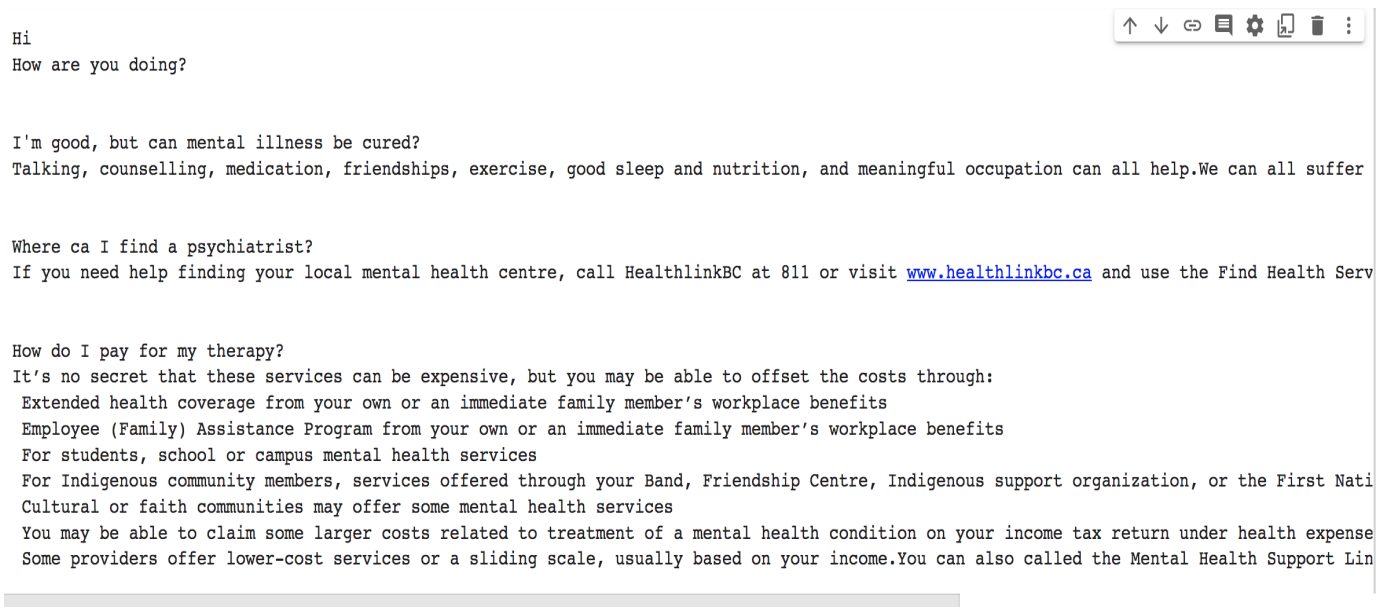 Hi
How are you doing?
I'm good, but can mental illness be cured?
Talking, counselling, medication, friendships, exercise, good sleep and nutrition, and meaningful occupation can all help.We can all suffer
Where ca I find a psychiatrist?
If you need help finding your local mental health centre, call HealthlinkBC at 811 or visit www.healthlinkbc.ca and use the Find Health Serv
How do I pay for my therapy?
It’s no secret that these services can be expensive, but you may be able to offset the costs through:
Extended health coverage from your own or an immediate family member’s workplace benefits
Employee (Family) Assistance Program from your own or an immediate family member’s workplace benefits
For students, school or campus mental health services
For Indigenous community members, services offered through your Band, Friendship Centre, Indigenous support organization, or the First Nati
Cultural or faith communities may offer some mental health services
You may be able to claim some larger costs related to treatment of a mental health condition on your income tax return under health expense
Some providers offer lower-cost services or a sliding scale, usually based on your income.You can also called the Mental Health Support Lin